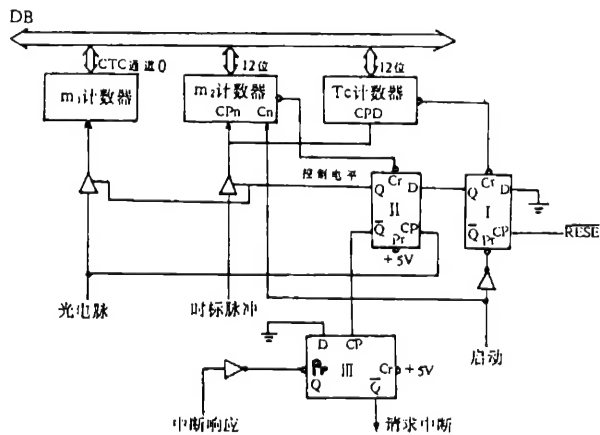 DB
CTC通道0
12位
12位
m₁计数器
m₂计数器
CPn Cn
Tc计数器
CPD
控制电平
Q Cr D
II
Q̅ CP
Pr
+5V
Q Cr D
I
Q̅ Pr CP
RESE
光电脉
时标脉冲
启动
D CP
Pr III Cr +5V
Q Q̅
中断响应
请求中断